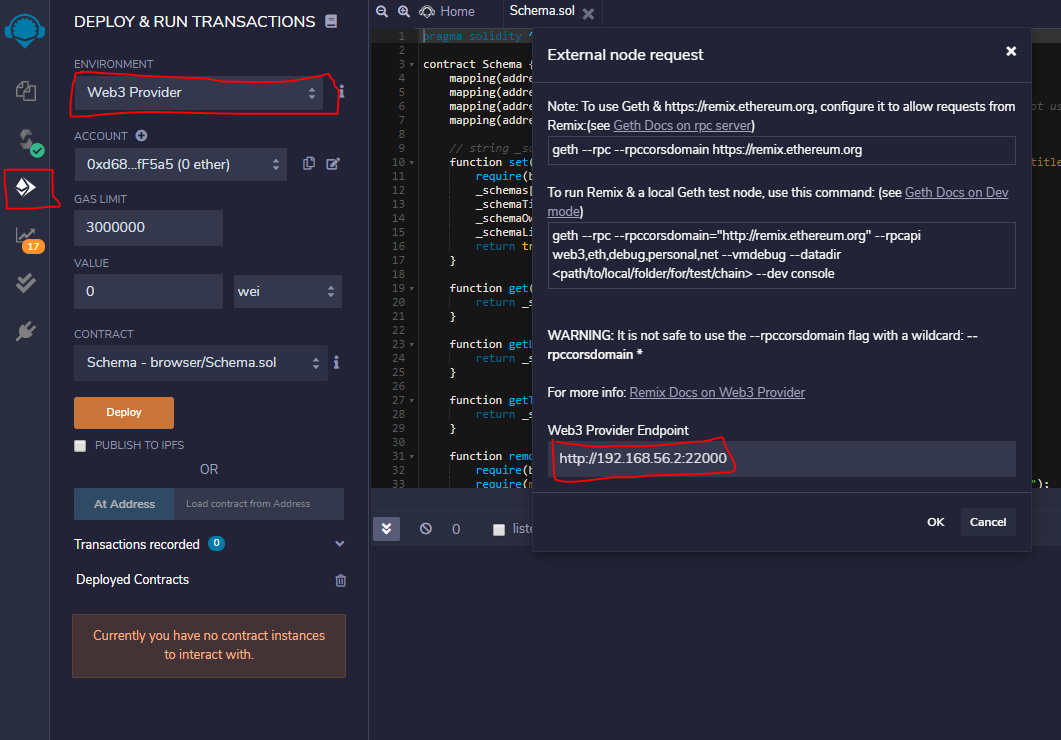 DEPLOY & RUN TRANSACTIONS
ENVIRONMENT
Web3 Provider
ACCOUNT
0xd68...fF5a5 (0 ether)
GAS LIMIT
3000000
VALUE
0
wei
CONTRACT
Schema - browser/Schema.sol
Deploy
PUBLISH TO IPFS
OR
At Address
Load contract from Address
Transactions recorded 0
Deployed Contracts
Currently you have no contract instances
to interact with.
17
Home
Schema.sol
1 pragma solidity ^
2
3 contract Schema {
4 mapping(addre
5 mapping(addre
6 mapping(addre
7 mapping(addre
8
9 // string _sc
10 function set(
11 require(b
12 _schemas[
13 _schemaTi
14 _schemaOw
15 _schemaLi
16 return tr
17 }
18
19 function get(
20 return _s
21 }
22
23 function getL
24 return _s
25 }
26
27 function getT
28 return _s
29 }
30
31 function remo
32 require(b
33 require(m
ot us
title
");
0
liste
External node request
Note: To use Geth & https://remix.ethereum.org, configure it to allow requests from
Remix:(see Geth Docs on rpc server)
geth --rpc --rpccorsdomain https://remix.ethereum.org
To run Remix & a local Geth test node, use this command: (see Geth Docs on Dev
mode)
geth --rpc --rpccorsdomain="http://remix.ethereum.org" --rpcapi
web3,eth,debug,personal,net --vmdebug --datadir
<path/to/local/folder/for/test/chain> --dev console
WARNING: It is not safe to use the --rpccorsdomain flag with a wildcard: --
rpccorsdomain *
For more info: Remix Docs on Web3 Provider
Web3 Provider Endpoint
http://192.168.56.2:22000
OK
Cancel